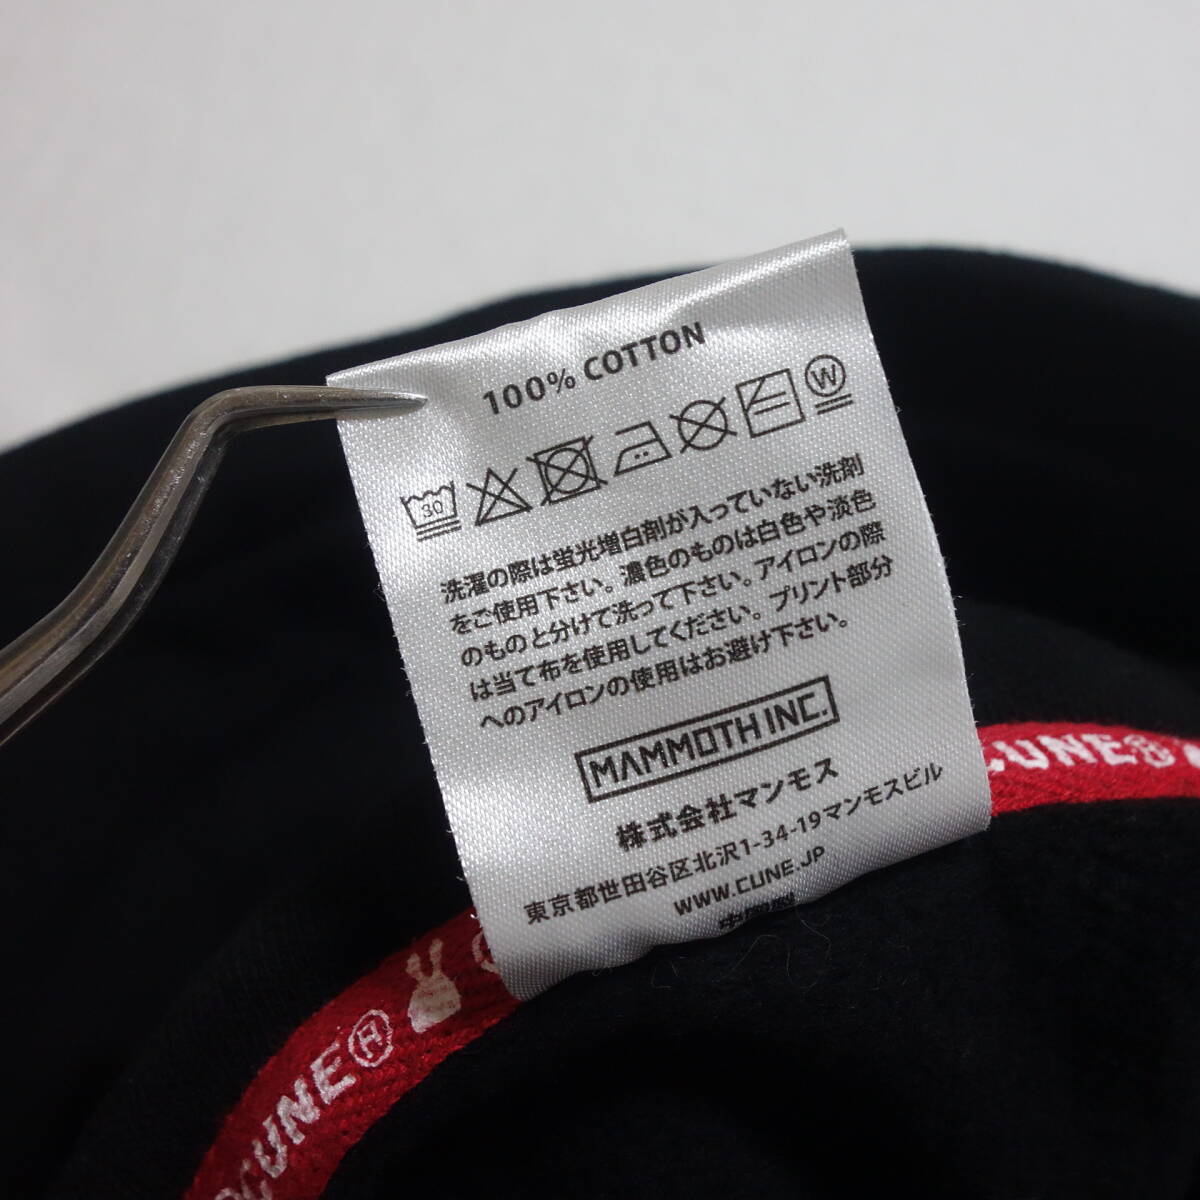 100% COTTON
30
W
洗濯の際は蛍光増白剤が入っていない洗剤
をご使用下さい。濃色のものは白色や淡色
のものと分けて洗って下さい。アイロンの際
は当て布を使用してください。プリント部分
へのアイロンの使用はお避け下さい。
MAMMOTH INC.
株式会社マンモス
東京都世田谷区北沢1-34-19マンモスビル
WWW.CUNE.JP
中国製
CUNE®
CUNE®